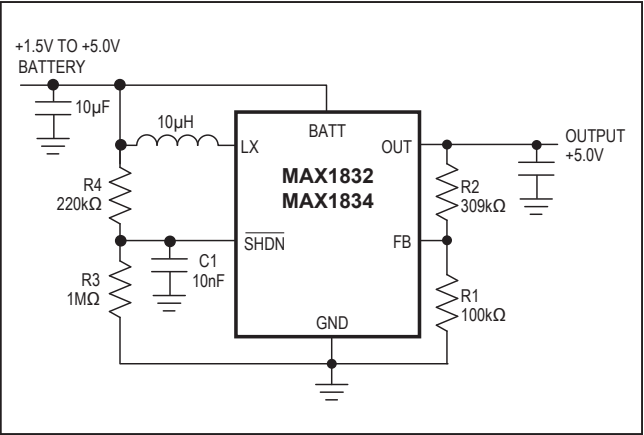 +1.5V TO +5.0V
BATTERY
10µF
10µH
LX
BATT
OUT
OUTPUT
+5.0V
MAX1832
MAX1834
R4
220kΩ
R2
309kΩ
SHDN
FB
C1
10nF
R3
1MΩ
R1
100kΩ
GND